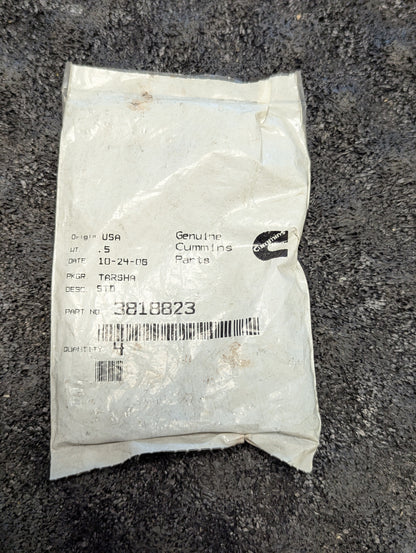 Origin USA
WT. .5
DATE 10-24-06
PKGR TARSHA
DESC STD
PART NO. 3818823
QUANTITY 4
Genuine
Cummins
Parts
Cummins